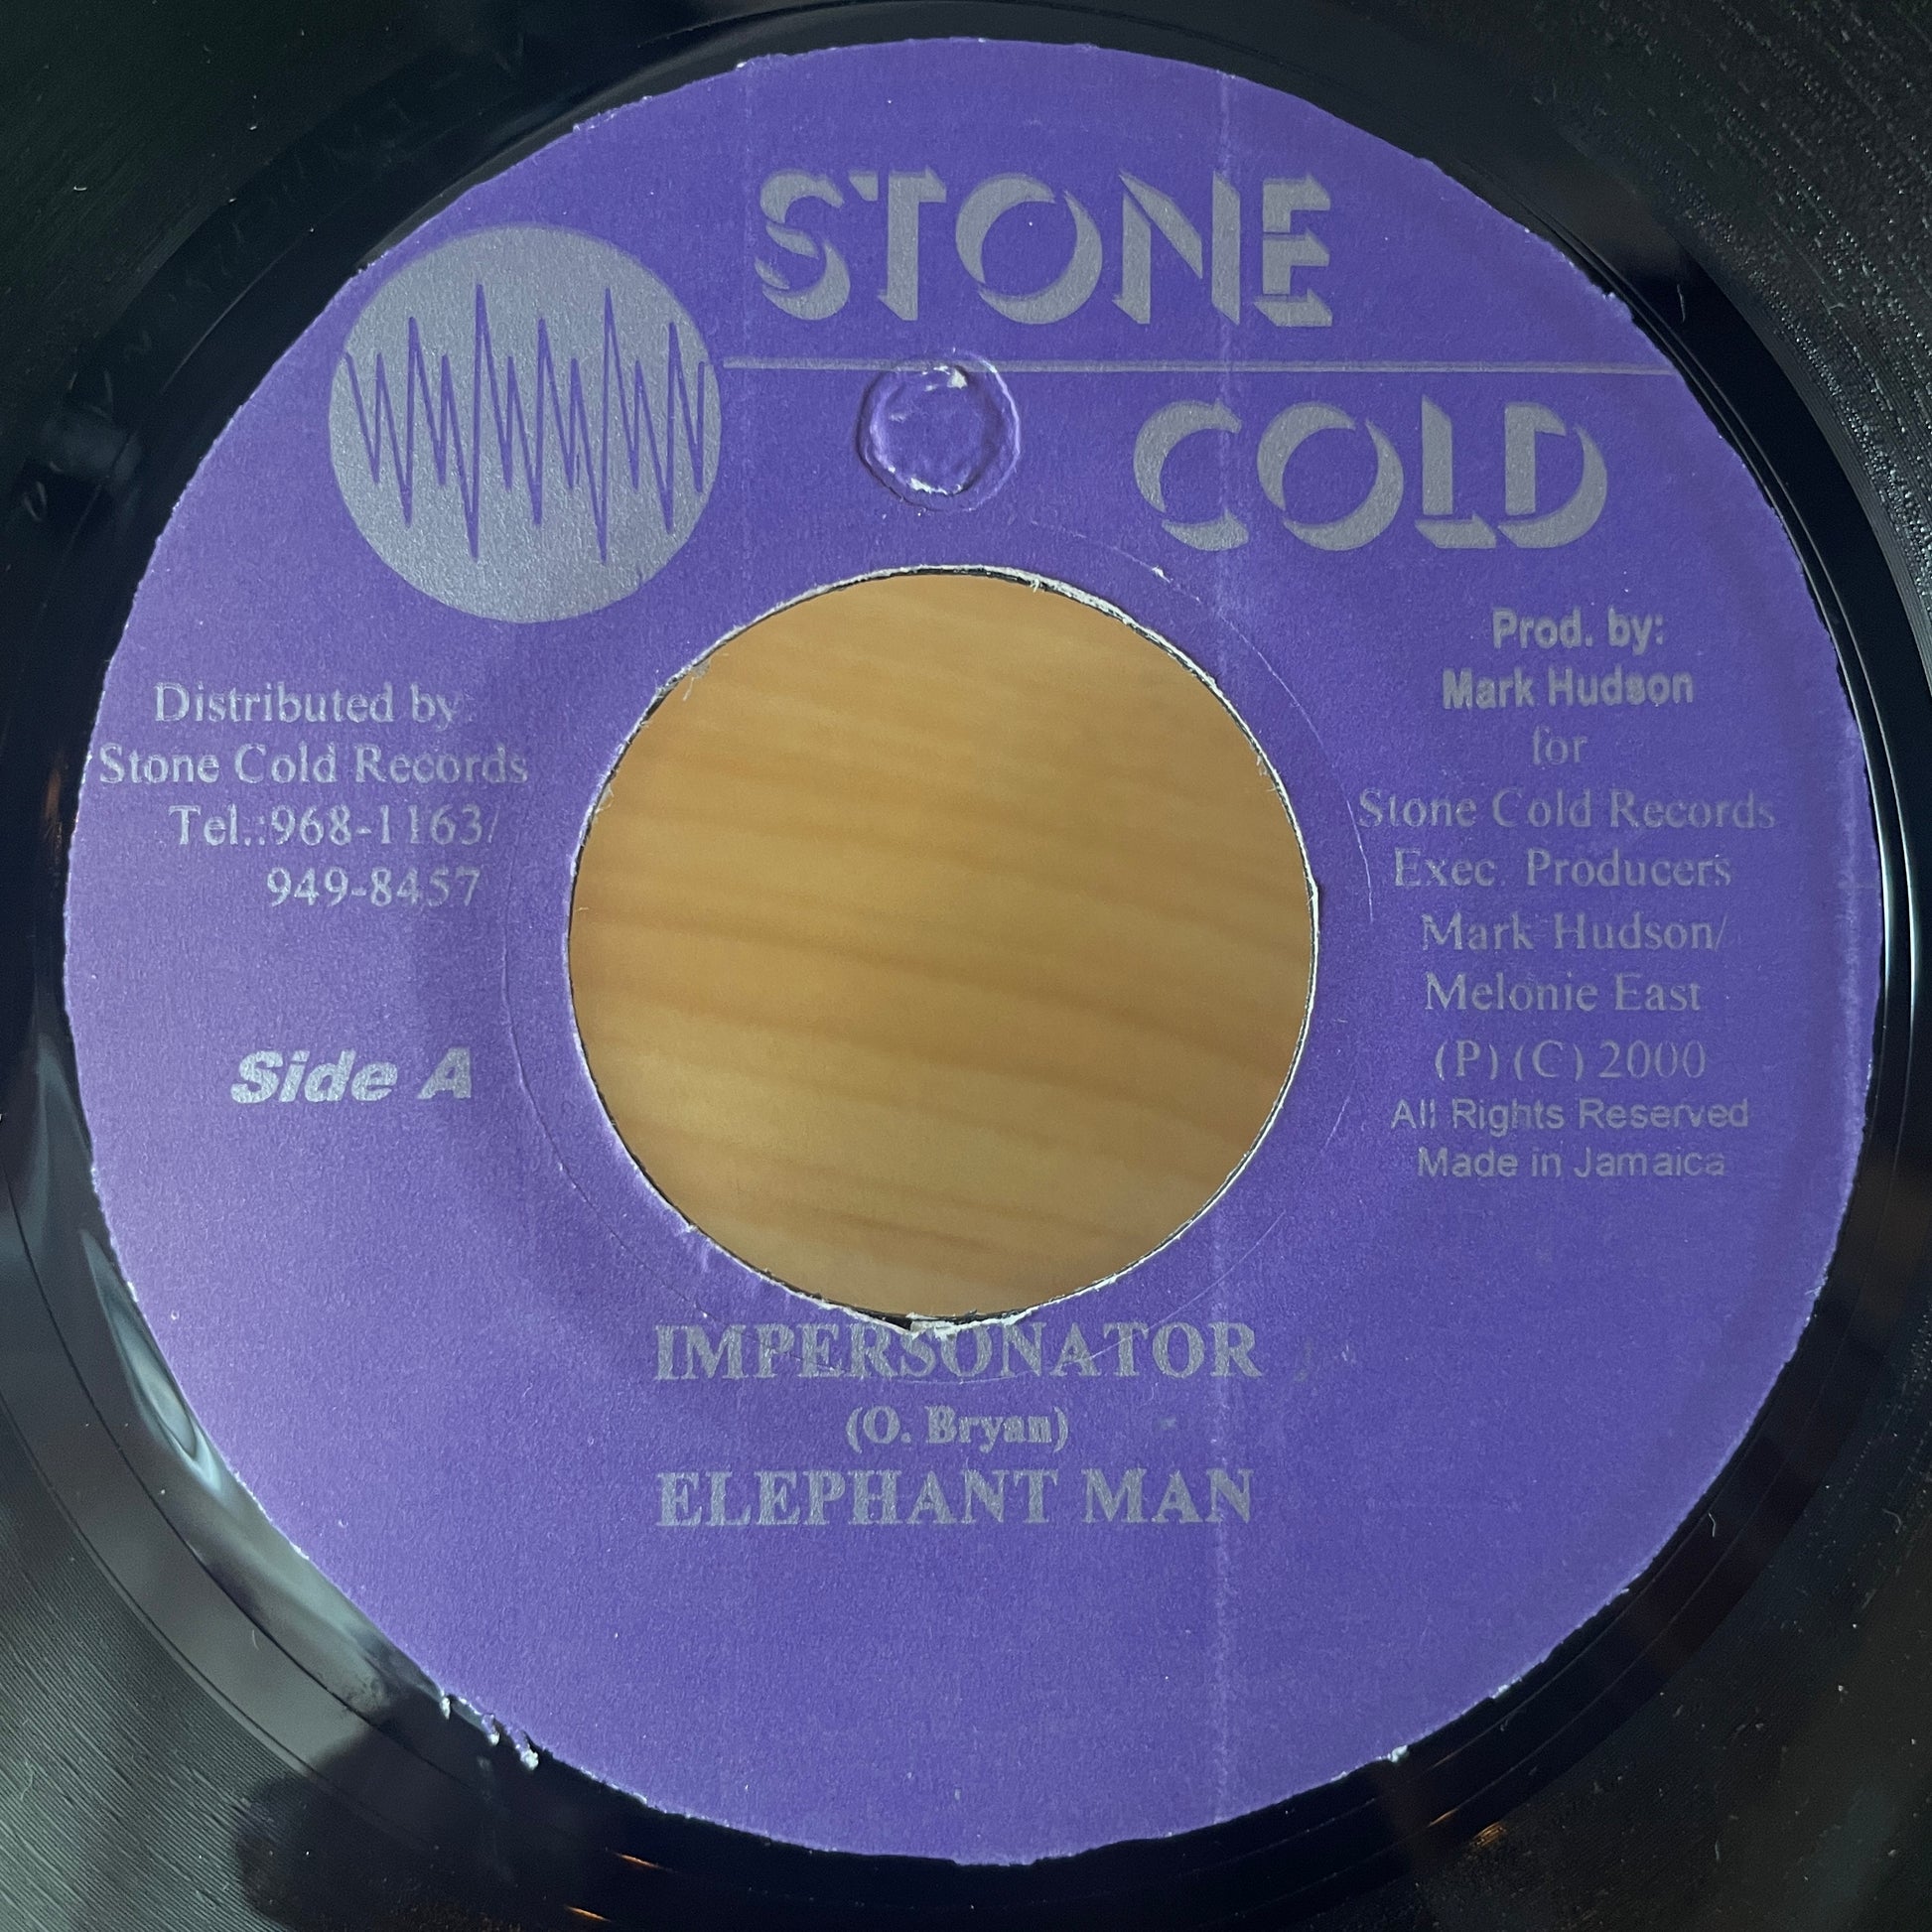 STONE
COLD
Distributed by:
Stone Cold Records
Tel.:968-1163/
949-8457
Side A
Prod. by:
Mark Hudson
for
Stone Cold Records
Exec. Producers
Mark Hudson/
Melonie East
(P) (C) 2000
All Rights Reserved
Made in Jamaica
IMPERSONATOR
(O. Bryan)
ELEPHANT MAN